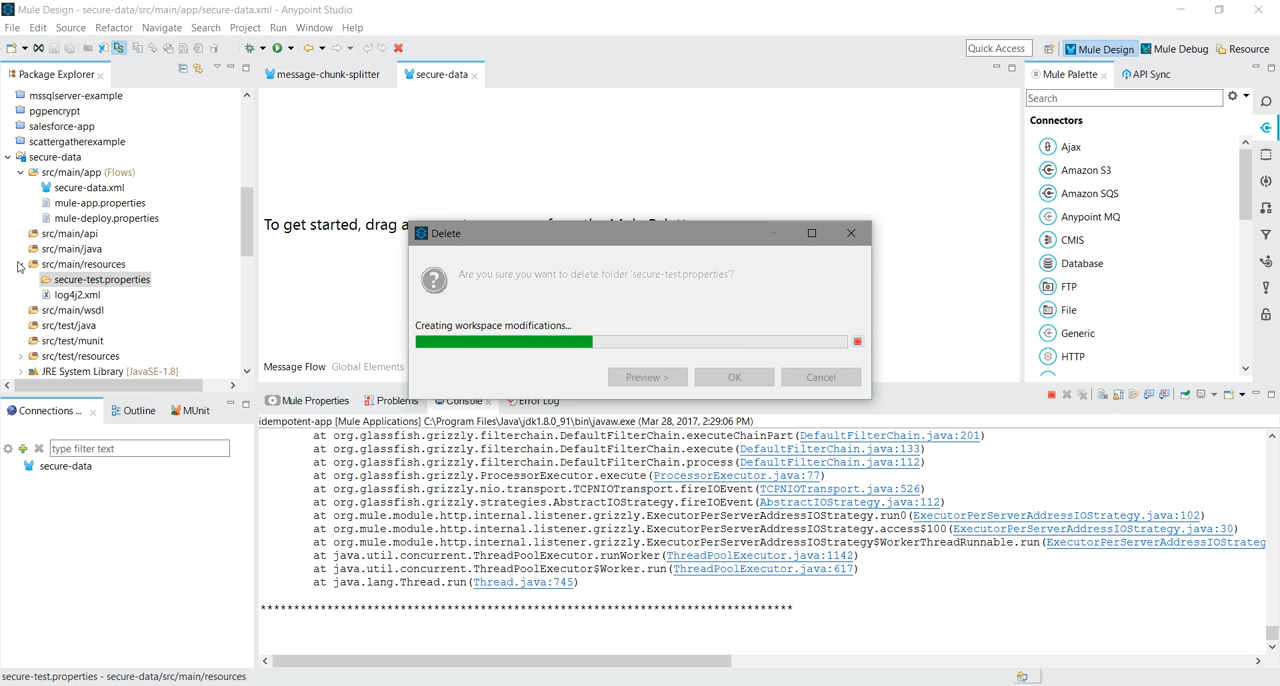 Mule Design - secure-data/src/main/app/secure-data.xml - Anypoint Studio
File Edit Source Refactor Navigate Search Project Run Window Help
Quick Access Mule Design Mule Debug Resource
Package Explorer
message-chunk-splitter
secure-data
Mule Palette
API Sync
mssqlserver-example
pgpencrypt
salesforce-app
scattergatherexample
secure-data
src/main/app (Flows)
secure-data.xml
mule-app.properties
mule-deploy.properties
src/main/api
src/main/java
src/main/resources
secure-test.properties
log4j2.xml
src/main/wsdl
src/test/java
src/test/munit
src/test/resources
JRE System Library [JavaSE-1.8]
To get started, drag a
Delete
Are you sure you want to delete folder 'secure-test.properties'?
Creating workspace modifications...
Preview > OK Cancel
Message Flow Global Elements
Search
Connectors
Ajax
Amazon S3
Amazon SQS
Anypoint MQ
CMIS
Database
FTP
File
Generic
HTTP
Connections ...
Outline
MUnit
type filter text
secure-data
Mule Properties Problems Console Error Log
idempotent-app [Mule Applications] C:\Program Files\Java\jdk1.8.0_91\bin\javaw.exe (Mar 28, 2017, 2:29:06 PM)
at org.glassfish.grizzly.filterchain.DefaultFilterChain.executeChainPart(DefaultFilterChain.java:201)
at org.glassfish.grizzly.filterchain.DefaultFilterChain.execute(DefaultFilterChain.java:133)
at org.glassfish.grizzly.filterchain.DefaultFilterChain.process(DefaultFilterChain.java:112)
at org.glassfish.grizzly.ProcessorExecutor.execute(ProcessorExecutor.java:77)
at org.glassfish.grizzly.nio.transport.TCPNIOTransport.fireIOEvent(TCPNIOTransport.java:526)
at org.glassfish.grizzly.strategies.AbstractIOStrategy.fireIOEvent(AbstractIOStrategy.java:112)
at org.mule.module.http.internal.listener.grizzly.ExecutorPerServerAddressIOStrategy.run0(ExecutorPerServerAddressIOStrategy.java:102)
at org.mule.module.http.internal.listener.grizzly.ExecutorPerServerAddressIOStrategy.access$100(ExecutorPerServerAddressIOStrategy.java:30)
at org.mule.module.http.internal.listener.grizzly.ExecutorPerServerAddressIOStrategy$WorkerThreadRunnable.run(ExecutorPerServerAddressIOStrateg
at java.util.concurrent.ThreadPoolExecutor.runWorker(ThreadPoolExecutor.java:1142)
at java.util.concurrent.ThreadPoolExecutor$Worker.run(ThreadPoolExecutor.java:617)
at java.lang.Thread.run(Thread.java:745)
********************************************************************************
secure-test.properties - secure-data/src/main/resources